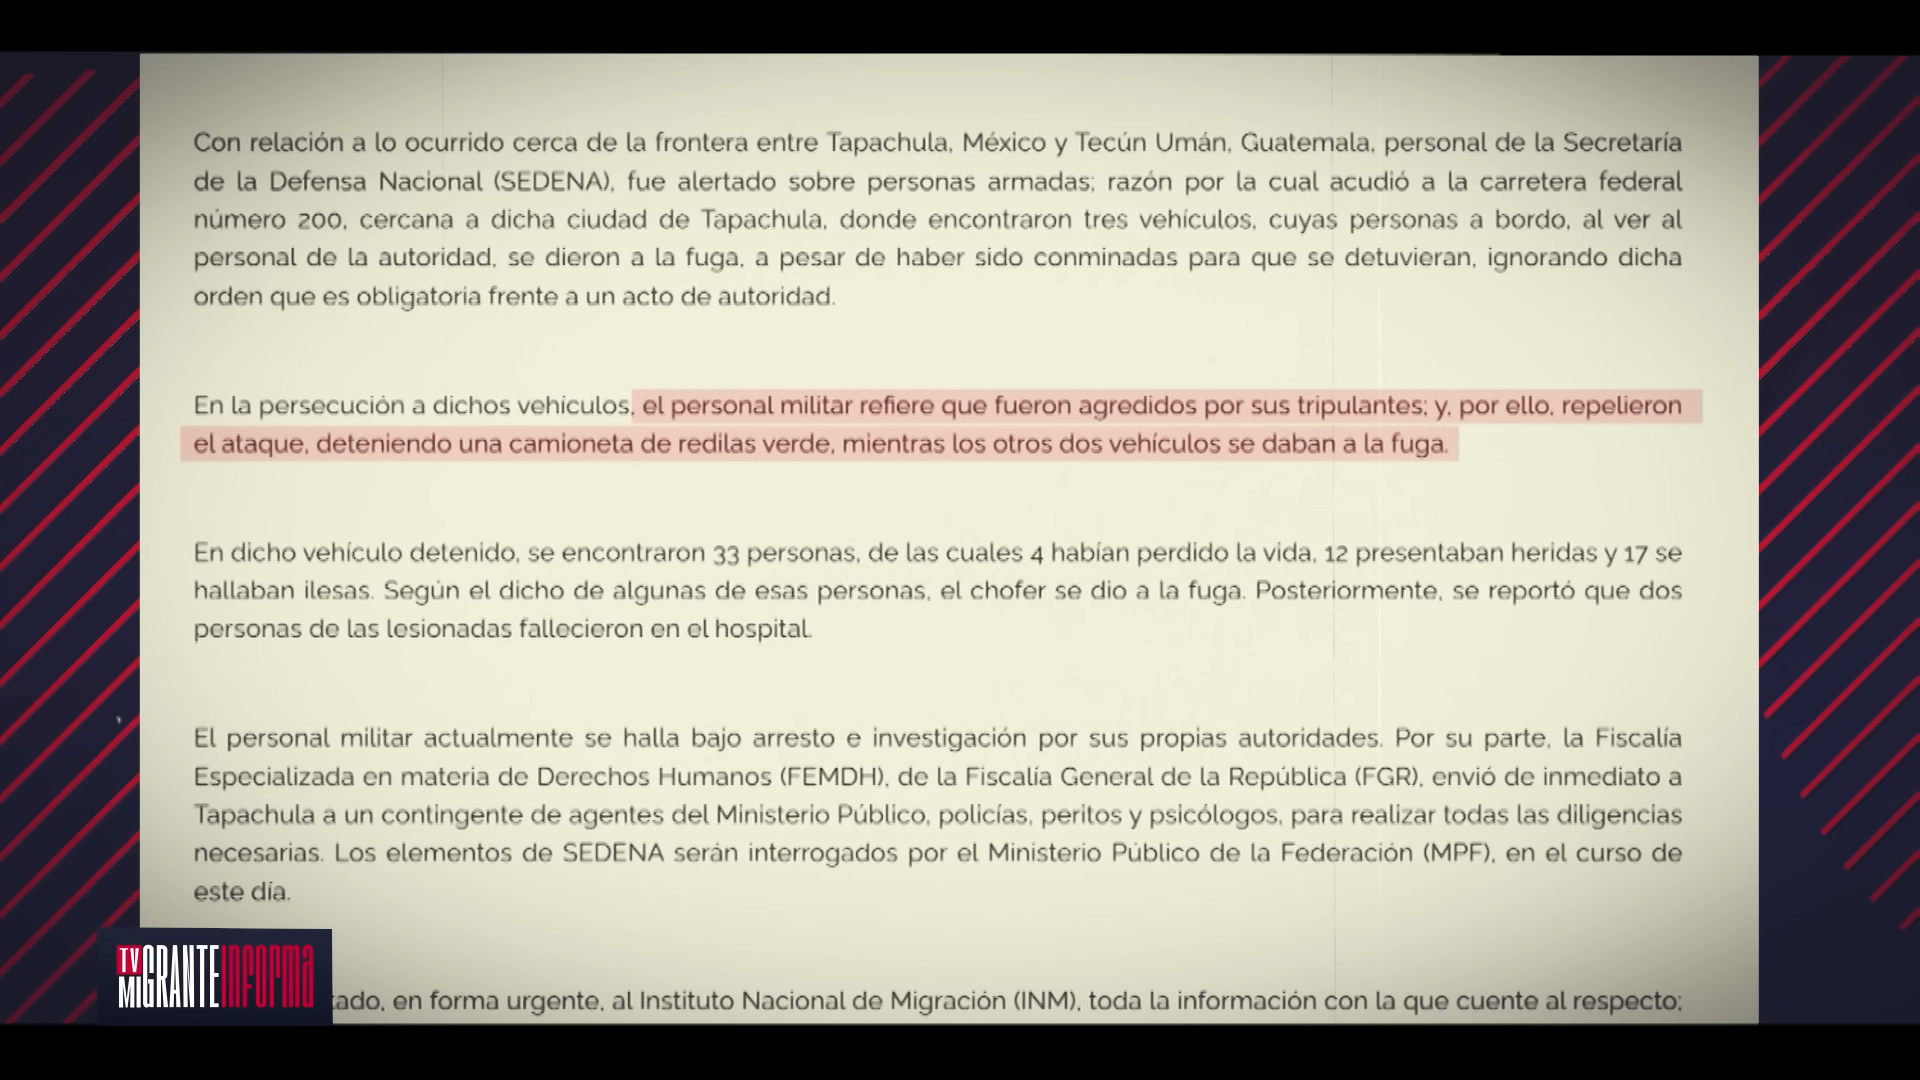 Con relación a lo ocurrido cerca de la frontera entre Tapachula, México y Tecún Umán, Guatemala, personal de la Secretaría
de la Defensa Nacional (SEDENA), fue alertado sobre personas armadas; razón por la cual acudió a la carretera federal
número 200, cercana a dicha ciudad de Tapachula, donde encontraron tres vehículos, cuyas personas a bordo, al ver al
personal de la autoridad, se dieron a la fuga, a pesar de haber sido conminadas para que se detuvieran, ignorando dicha
orden que es obligatoria frente a un acto de autoridad.
En la persecución a dichos vehículos, el personal militar refiere que fueron agredidos por sus tripulantes; y, por ello, repelieron
el ataque, deteniendo una camioneta de redilas verde, mientras los otros dos vehículos se daban a la fuga.
En dicho vehículo detenido, se encontraron 33 personas, de las cuales 4 habían perdido la vida, 12 presentaban heridas y 17 se
hallaban ilesas. Según el dicho de algunas de esas personas, el chofer se dio a la fuga. Posteriormente, se reportó que dos
personas de las lesionadas fallecieron en el hospital.
El personal militar actualmente se halla bajo arresto e investigación por sus propias autoridades. Por su parte, la Fiscalía
Especializada en materia de Derechos Humanos (FEMDH), de la Fiscalía General de la República (FGR), envió de inmediato a
Tapachula a un contingente de agentes del Ministerio Público, policías, peritos y psicólogos, para realizar todas las diligencias
necesarias. Los elementos de SEDENA serán interrogados por el Ministerio Público de la Federación (MPF), en el curso de
este día.
tado, en forma urgente, al Instituto Nacional de Migración (INM), toda la información con la que cuente al respecto;
TV MIGRANTE INFORMA